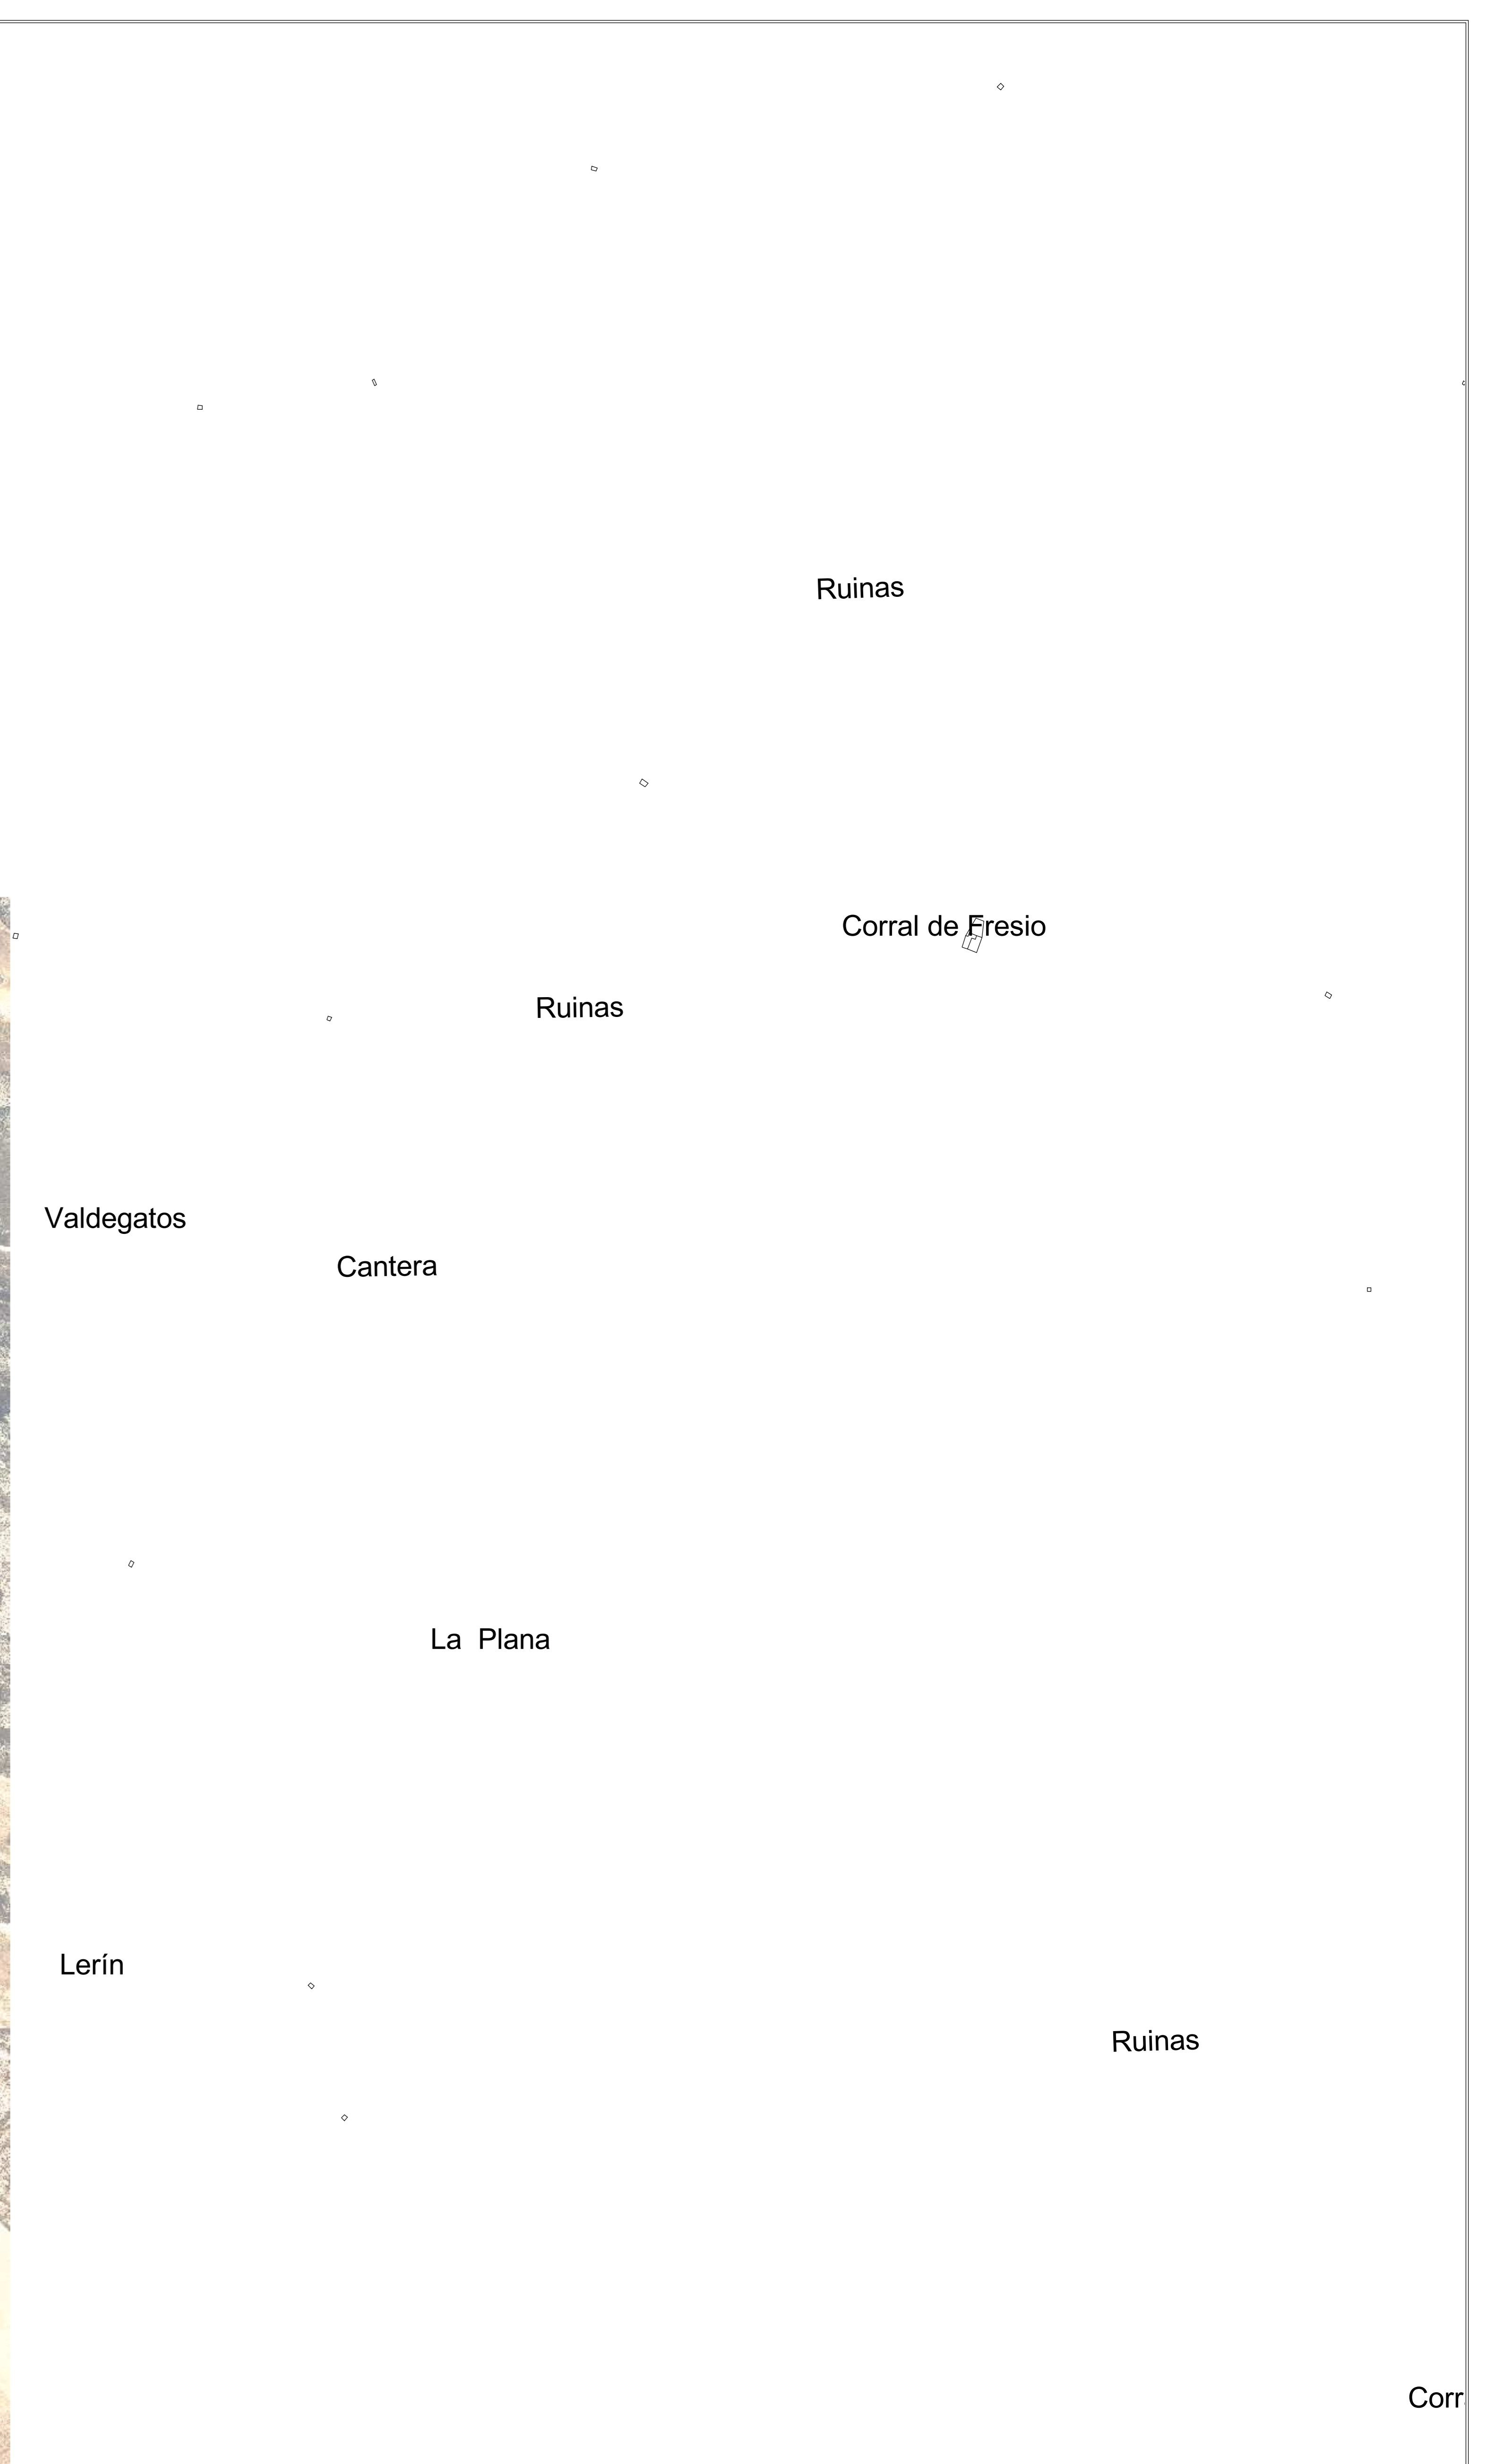 Ruinas
Corral de Fresio
Ruinas
Valdegatos
Cantera
La Plana
Lerín
Ruinas
Corr